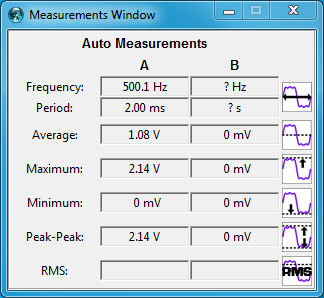 Measurements Window
Auto Measurements
A B
Frequency: 500.1 Hz ? Hz
Period: 2.00 ms ? s
Average: 1.08 V 0 mV
Maximum: 2.14 V 0 mV
Minimum: 0 mV 0 mV
Peak-Peak: 2.14 V 0 mV
RMS: RMS